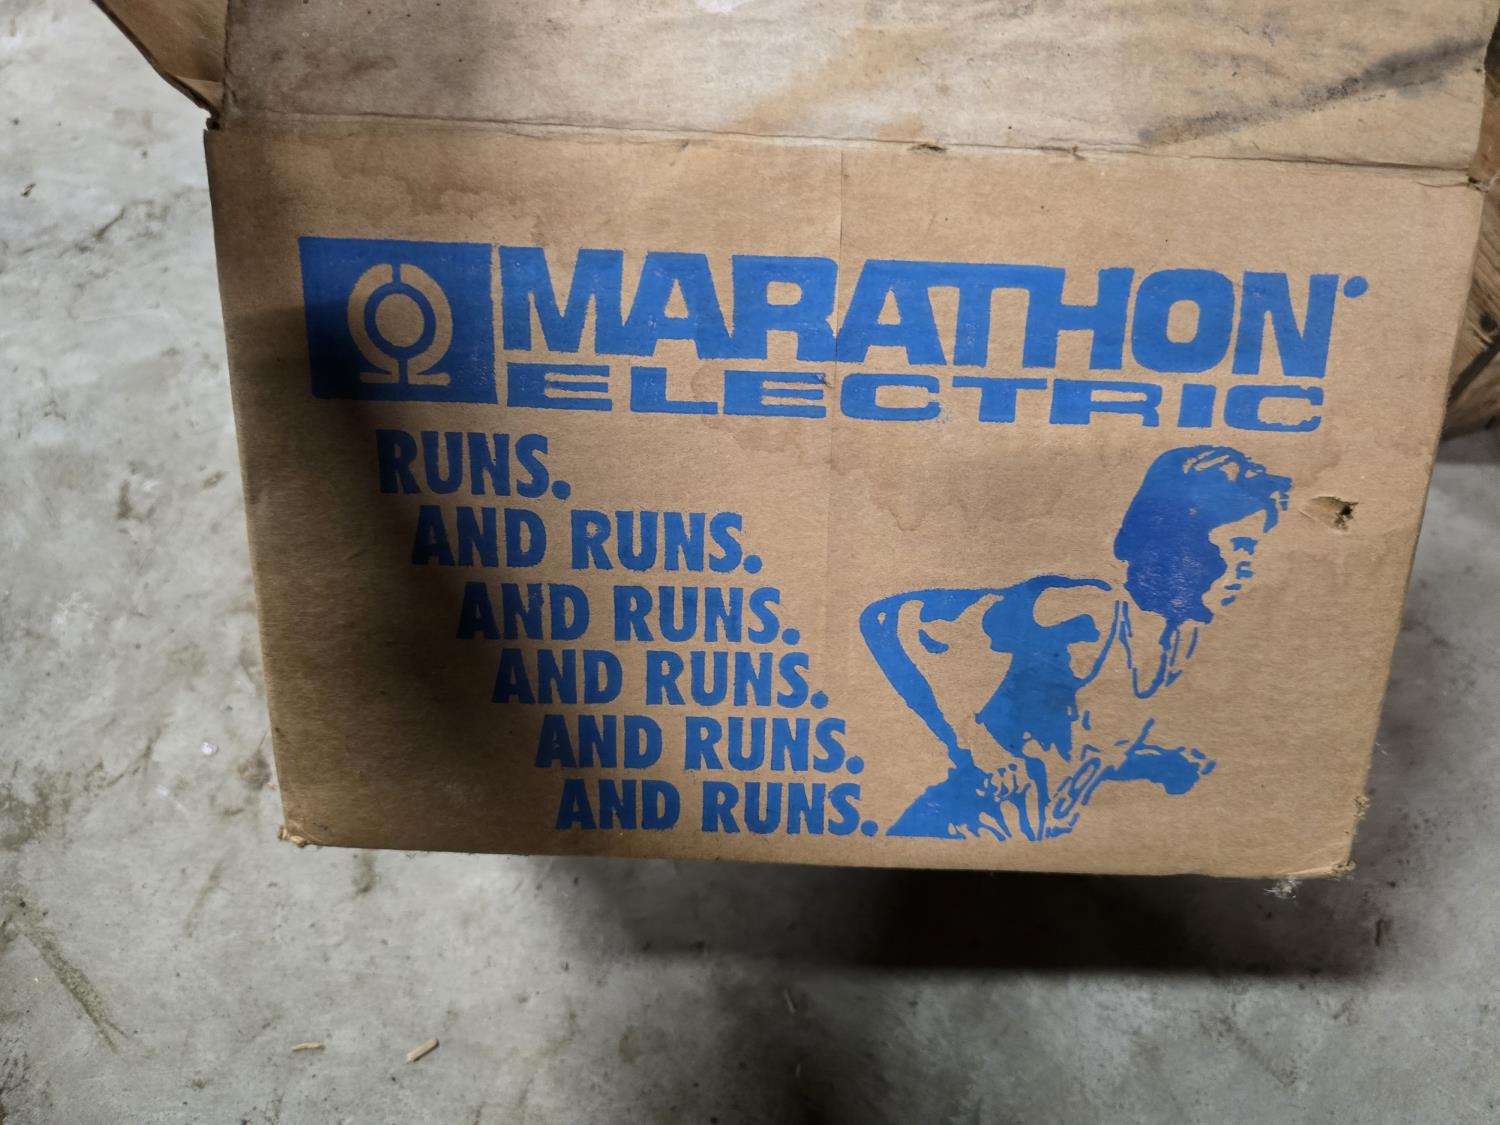 MARATHON
ELECTRIC
RUNS.
AND RUNS.
AND RUNS.
AND RUNS.
AND RUNS.
AND RUNS.